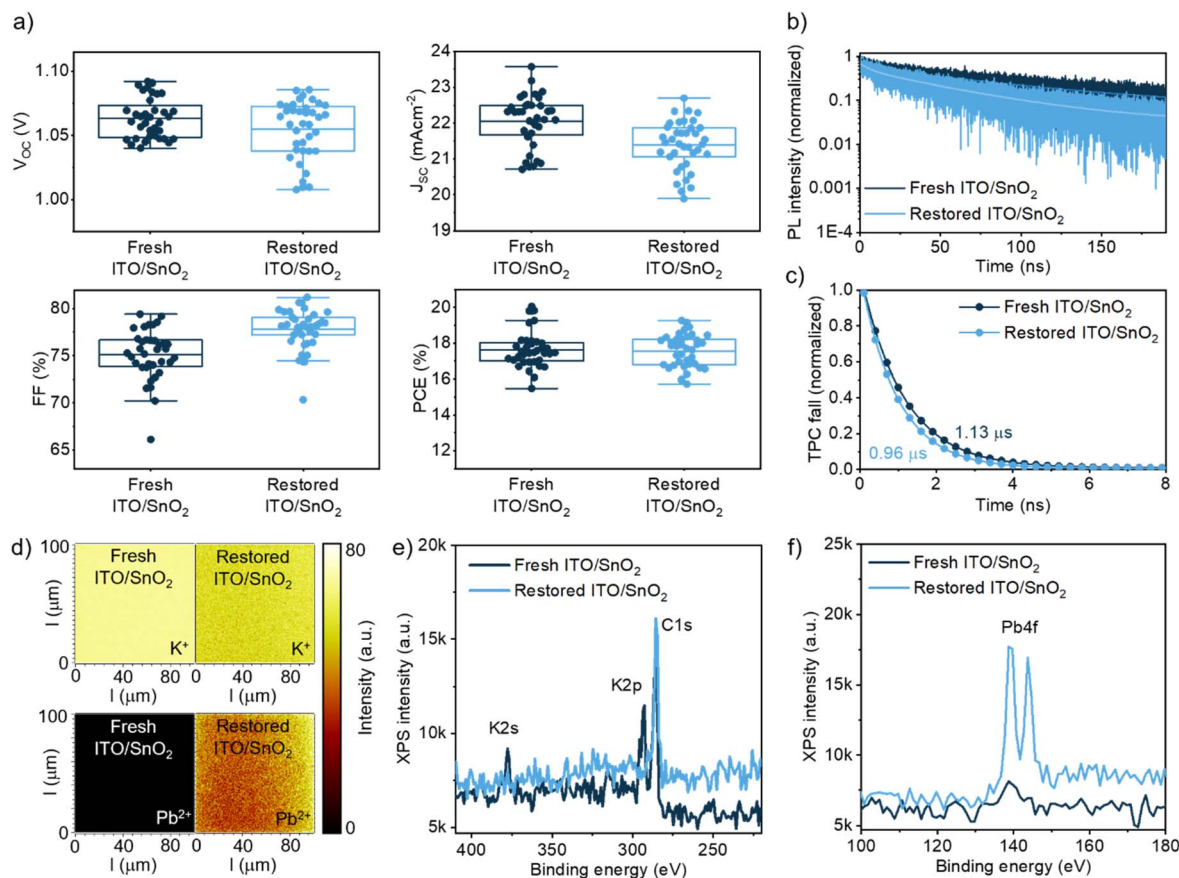 a)
1.10
1.05
1.00
V_OC (V)
Fresh
ITO/SnO₂
Restored
ITO/SnO₂
24
23
22
21
20
19
J_SC (mAcm⁻²)
Fresh
ITO/SnO₂
Restored
ITO/SnO₂
80
75
70
65
FF (%)
Fresh
ITO/SnO₂
Restored
ITO/SnO₂
22
20
18
16
14
12
PCE (%)
Fresh
ITO/SnO₂
Restored
ITO/SnO₂
b)
1
0.1
0.01
0.001
1E-4
PL intensity (normalized)
Fresh ITO/SnO₂
Restored ITO/SnO₂
0
50
100
150
Time (ns)
c)
1.0
0.8
0.6
0.4
0.2
0.0
TPC fall (normalized)
Fresh ITO/SnO₂
Restored ITO/SnO₂
1.13 µs
0.96 µs
0
2
4
6
8
Time (ns)
d)
100
0
l (µm)
Fresh
ITO/SnO₂
K⁺
Restored
ITO/SnO₂
K⁺
0 40 80
0 40 80
l (µm)
l (µm)
100
0
l (µm)
Fresh
ITO/SnO₂
Pb²⁺
Restored
ITO/SnO₂
Pb²⁺
0 40 80
0 40 80
l (µm)
l (µm)
80
0
Intensity (a.u.)
e)
20k
15k
10k
5k
XPS intensity (a.u.)
Fresh ITO/SnO₂
Restored ITO/SnO₂
C1s
K2p
K2s
400
350
300
250
Binding energy (eV)
f)
25k
20k
15k
10k
5k
XPS intensity (a.u.)
Fresh ITO/SnO₂
Restored ITO/SnO₂
Pb4f
100
120
140
160
180
Binding energy (eV)